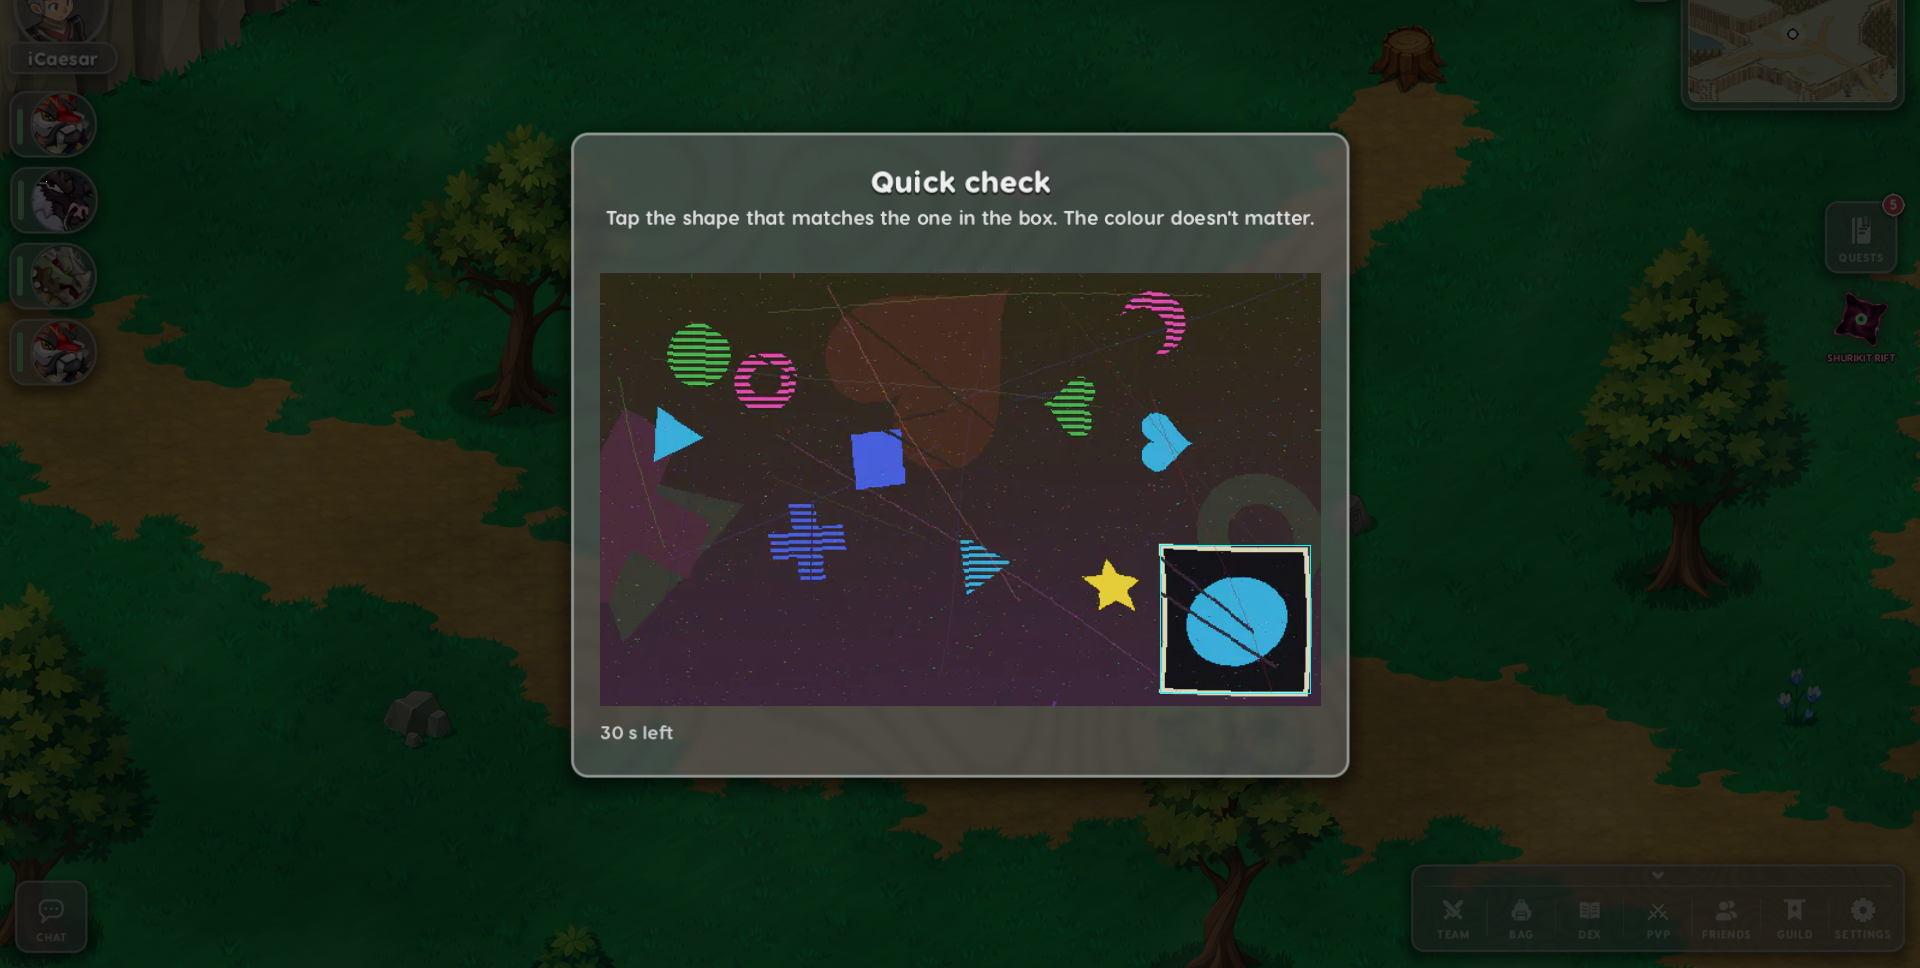 iCaesar
Quick check
Tap the shape that matches the one in the box. The colour doesn't matter.
5
QUESTS
SHURIKIT RIFT
30 s left
CHAT
TEAM
BAG
DEX
PVP
FRIENDS
GUILD
SETTINGS